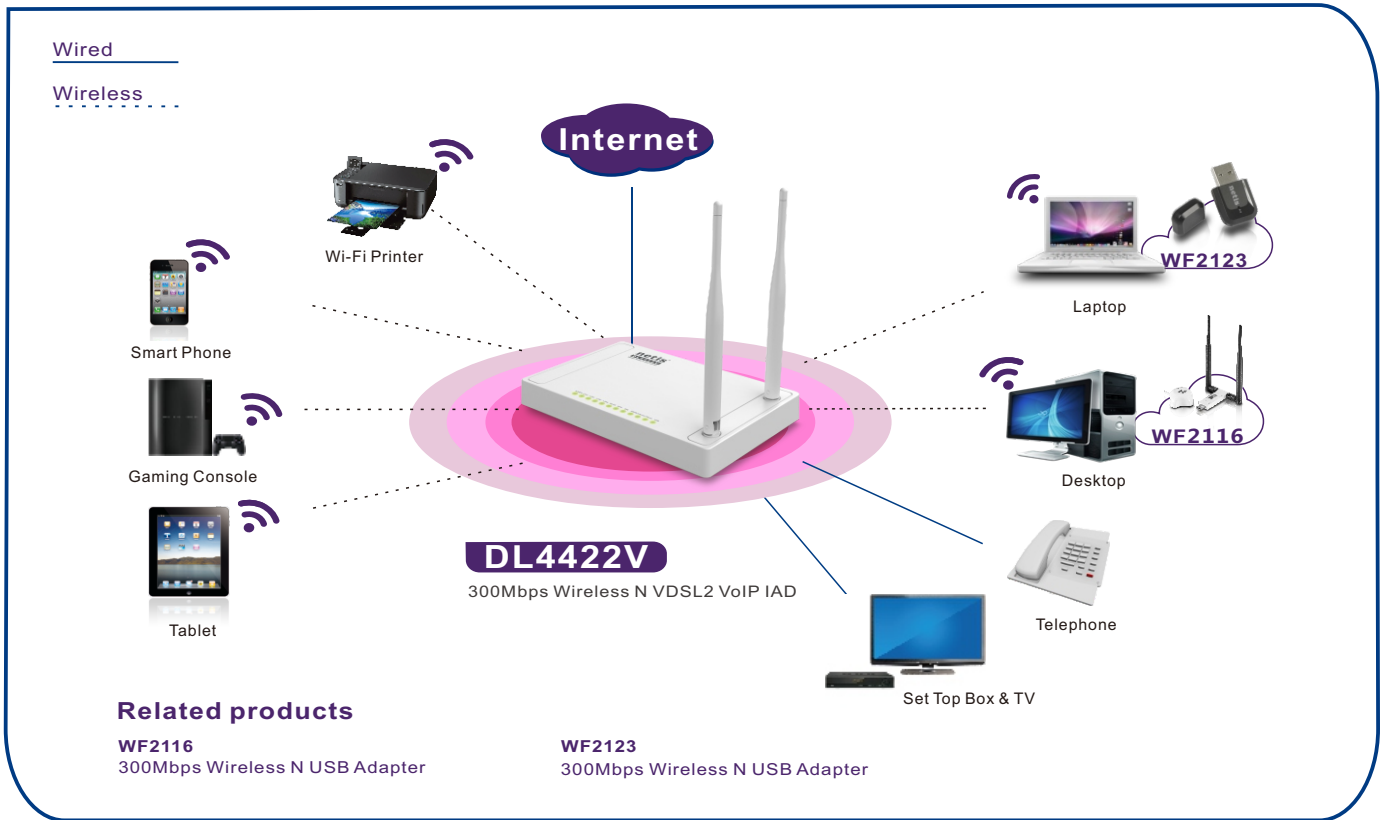 Wired
Wireless
Internet
Wi-Fi Printer
Smart Phone
Gaming Console
Tablet
netis
netis
WF2123
Laptop
WF2116
Desktop
Telephone
Set Top Box & TV
DL4422V
300Mbps Wireless N VDSL2 VoIP IAD
Related products
WF2116
300Mbps Wireless N USB Adapter
WF2123
300Mbps Wireless N USB Adapter